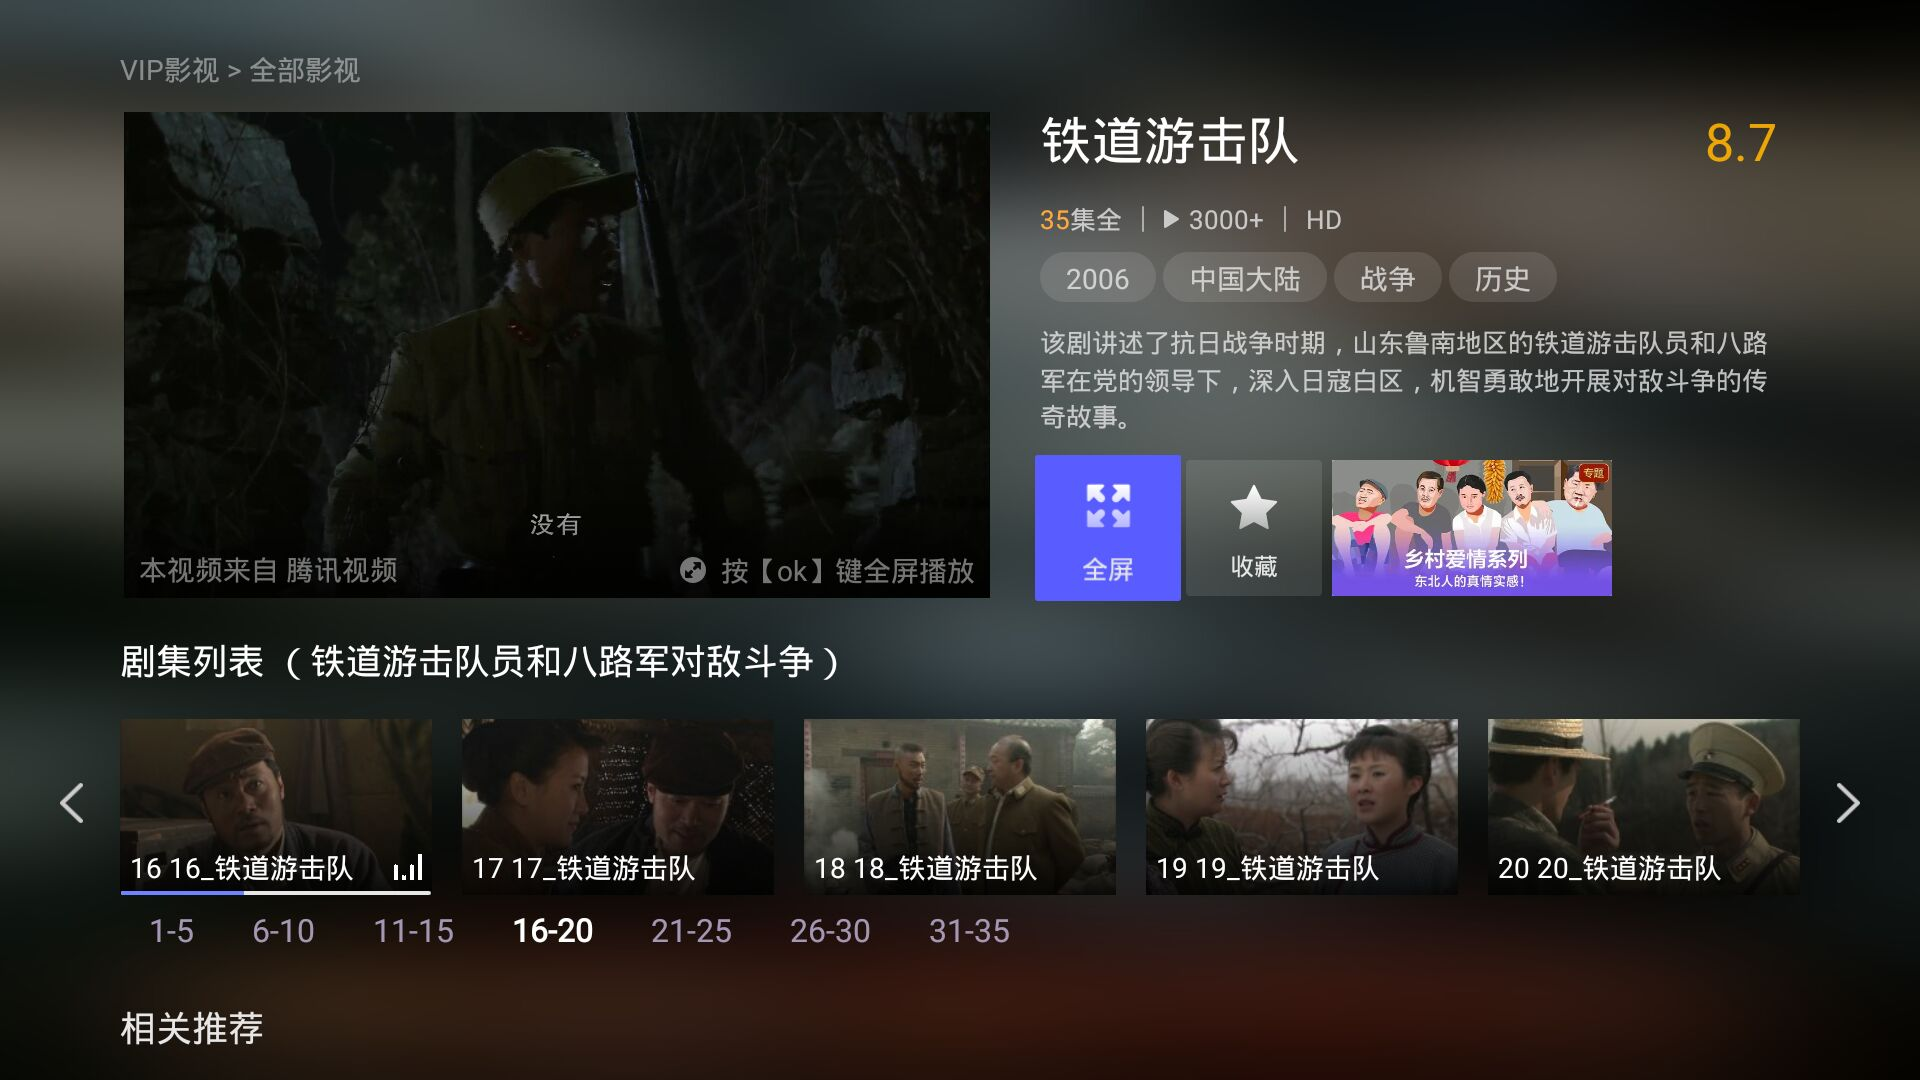 VIP影视 > 全部影视
没有
本视频来自 腾讯视频
按【ok】键全屏播放
铁道游击队
8.7
35集全 | 3000+ | HD
2006 中国大陆 战争 历史
该剧讲述了抗日战争时期，山东鲁南地区的铁道游击队员和八路
军在党的领导下，深入日寇白区，机智勇敢地开展对敌斗争的传
奇故事。
全屏
收藏
专题
乡村爱情系列
东北人的真情实感！
剧集列表 （铁道游击队员和八路军对敌斗争）
16 16_铁道游击队
17 17_铁道游击队
18 18_铁道游击队
19 19_铁道游击队
20 20_铁道游击队
1-5 6-10 11-15 16-20 21-25 26-30 31-35
相关推荐